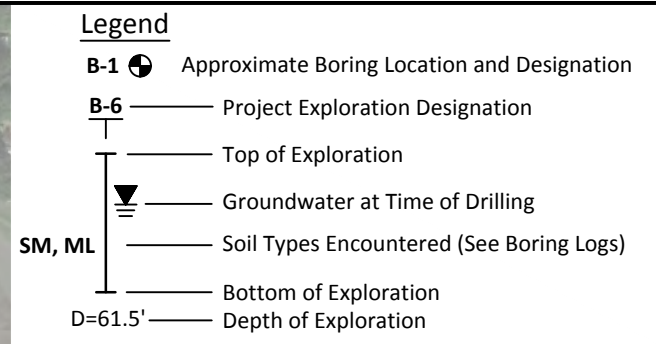 Legend
B-1 Approximate Boring Location and Designation
B-6 Project Exploration Designation
Top of Exploration
Groundwater at Time of Drilling
SM, ML Soil Types Encountered (See Boring Logs)
Bottom of Exploration
D=61.5' Depth of Exploration